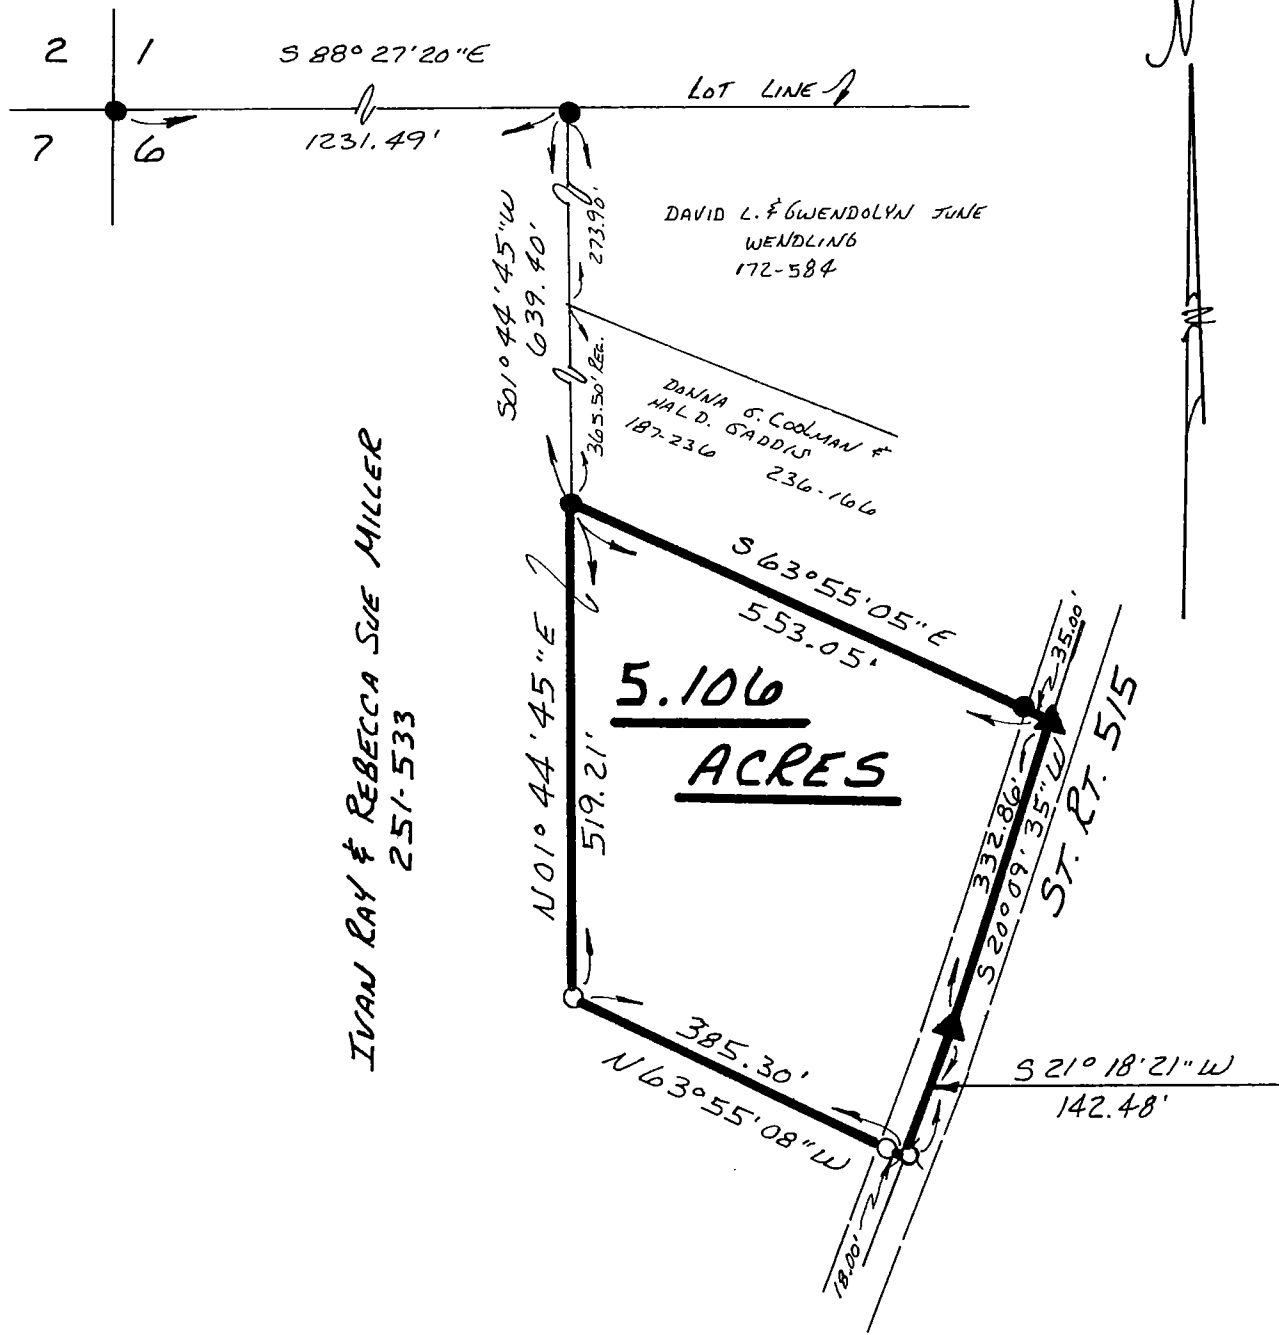 N
2 1
S 88° 27' 20" E
LOT LINE
7 6
1231.49'
S01° 44' 45" W
639.40'
273.90'
DAVID L. & GWENDOLYN JUNE
WENDLING
172-584
365.50' REC.
DONNA G. COOLMAN &
HAL D. GADDIS
187-236 236-166
IVAN RAY & REBECCA SUE MILLER
251-533
S 63° 55' 05" E
553.05'
35.00'
5.106
ACRES
N01° 44' 45" E
519.21'
332.86'
S 20° 09' 35" W
ST. RT. 515
385.30'
N 63° 55' 08" W
S 21° 18' 21" W
142.48'
18.00'